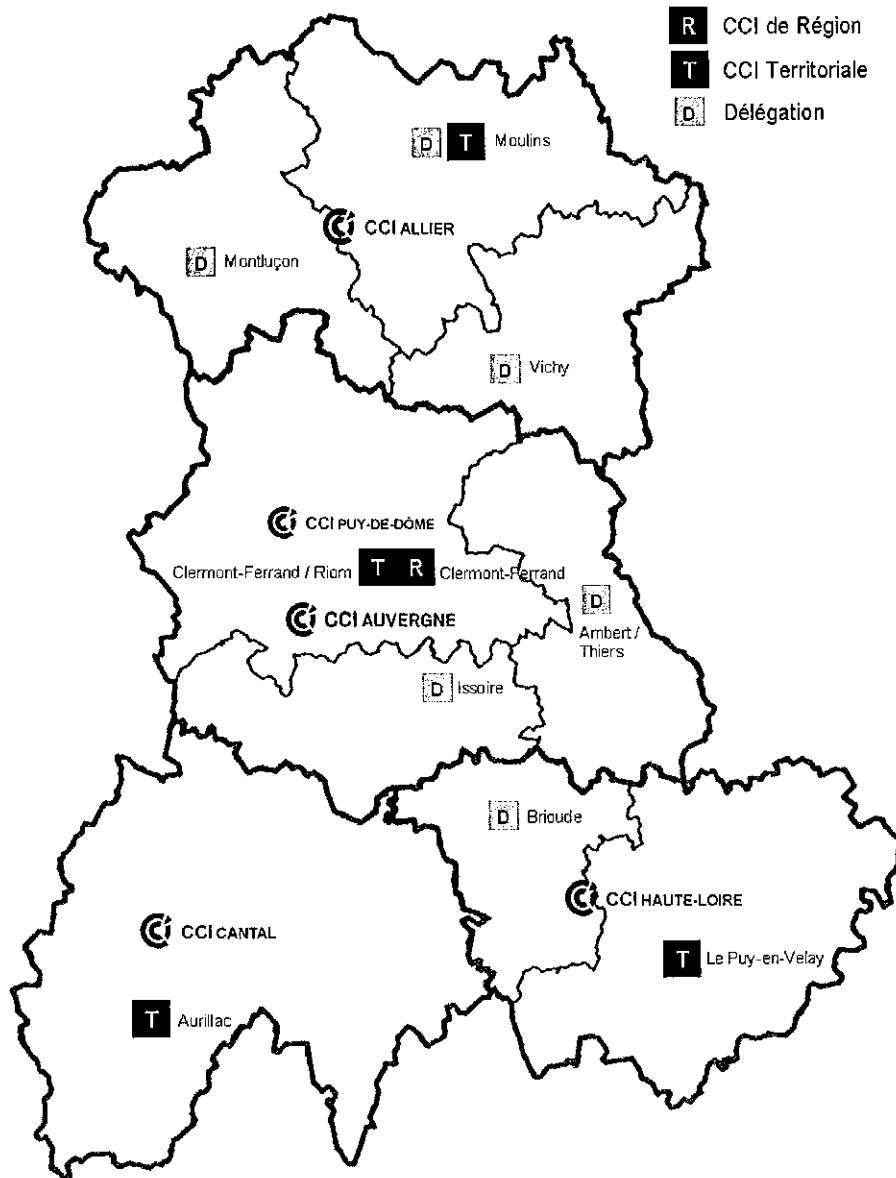 R CCI de Région
T CCI Territoriale
D Délégation
D T Moulins
CCI ALLIER
D Montluçon
D Vichy
CCI PUY-DE-DÔME
Clermont-Ferrand / Riom T R Clermont-Ferrand
D
Ambert /
Thiers
CCI AUVERGNE
D Issoire
D Brioude
CCI HAUTE-LOIRE
CCI CANTAL
T Le Puy-en-Velay
T Aurillac